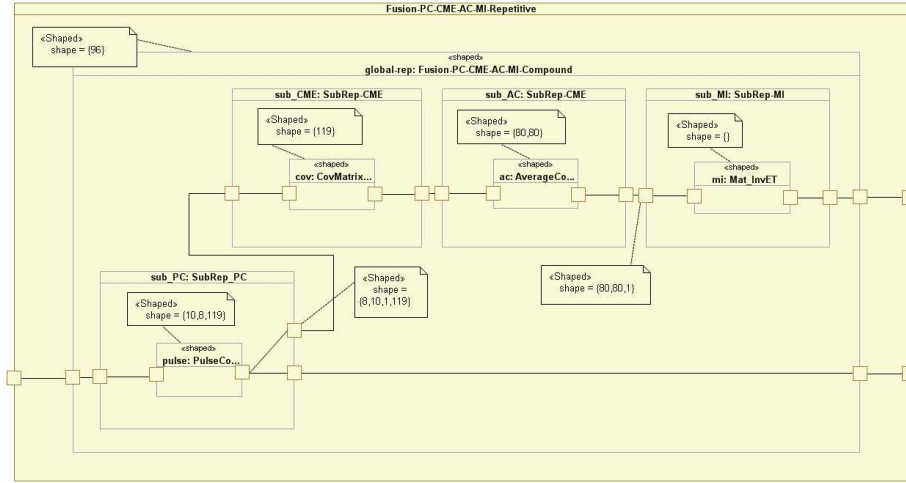 Fusion-PC-CME-AC-MI-Repetitive
«Shaped»
shape = {96}
«shaped»
global-rep: Fusion-PC-CME-AC-MI-Compound
sub_CME: SubRep-CME
«Shaped»
shape = {119}
«shaped»
cov: CovMatrix...
sub_AC: SubRep-CME
«Shaped»
shape = {80,80}
«shaped»
ac: AverageCo...
sub_MI: SubRep-MI
«Shaped»
shape = {}
«shaped»
mi: Mat_InvET
sub_PC: SubRep_PC
«Shaped»
shape = {10,8,119}
«shaped»
pulse: PulseCo...
«Shaped»
shape =
{8,10,1,119}
«Shaped»
shape = {80,80,1}